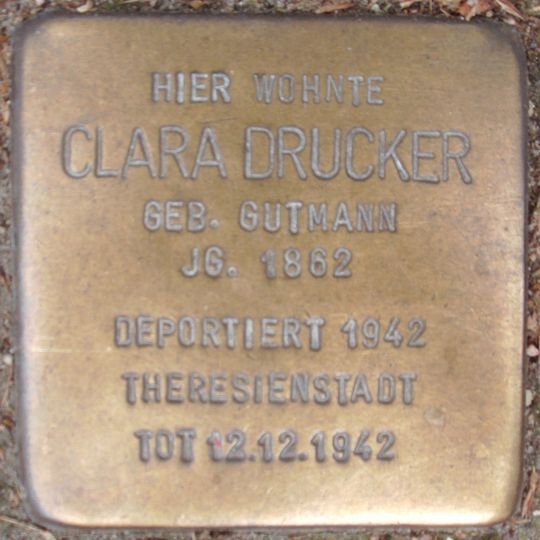 HIER WOHNTE
CLARA DRUCKER
GEB. GUTMANN
JG. 1862
DEPORTIERT 1942
THERESIENSTADT
TOT 12.12.1942